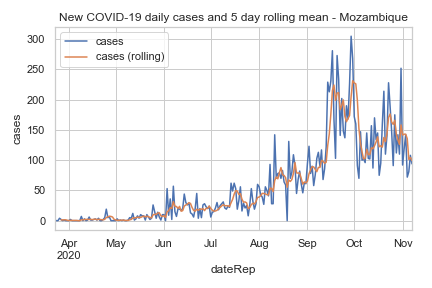 New COVID-19 daily cases and 5 day rolling mean - Mozambique
cases
cases (rolling)
300
250
200
150
100
50
0
cases
Apr May Jun Jul Aug Sep Oct Nov
2020
dateRep